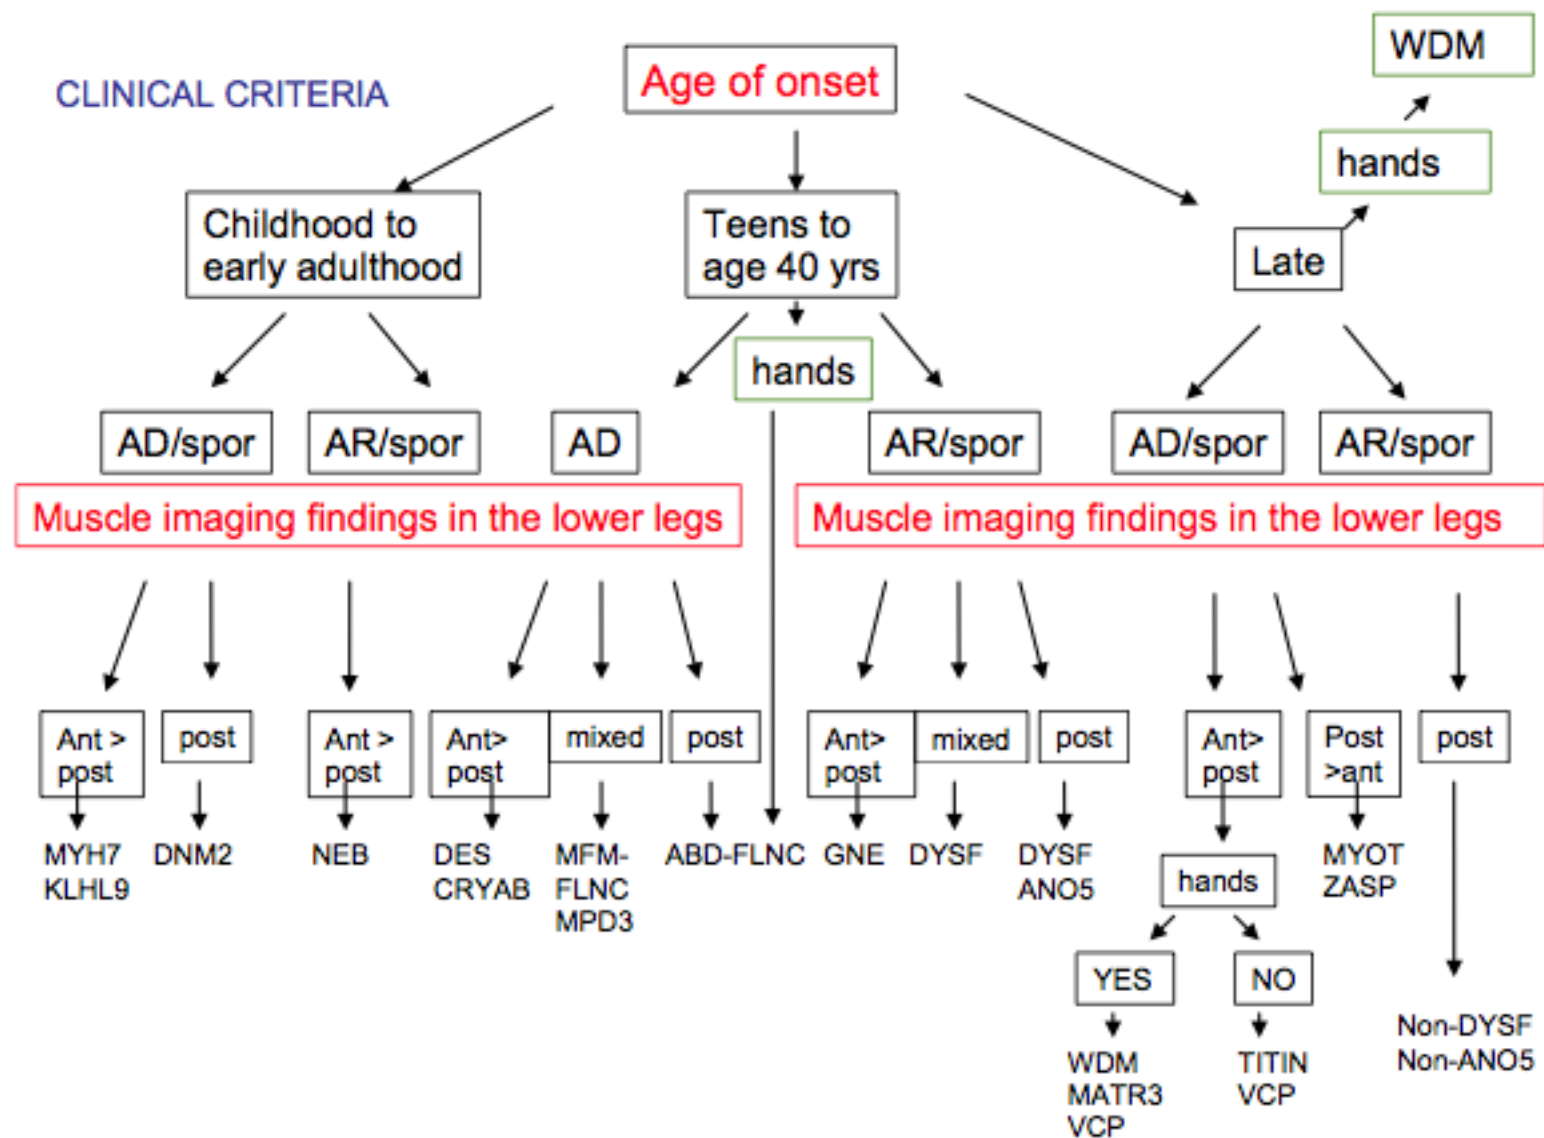 WDM
CLINICAL CRITERIA
Age of onset
hands
Childhood to
early adulthood
Teens to
age 40 yrs
Late
hands
AD/spor
AR/spor
AD
AR/spor
AD/spor
AR/spor
Muscle imaging findings in the lower legs
Muscle imaging findings in the lower legs
Ant >
post
post
Ant >
post
Ant>
post
mixed
post
Ant>
post
mixed
post
Ant>
post
Post
>ant
post
MYH7
KLHL9
DNM2
NEB
DES
CRYAB
MFM-
FLNC
MPD3
ABD-FLNC
GNE
DYSF
DYSF
ANO5
hands
MYOT
ZASP
YES
NO
WDM
MATR3
VCP
TITIN
VCP
Non-DYSF
Non-ANO5